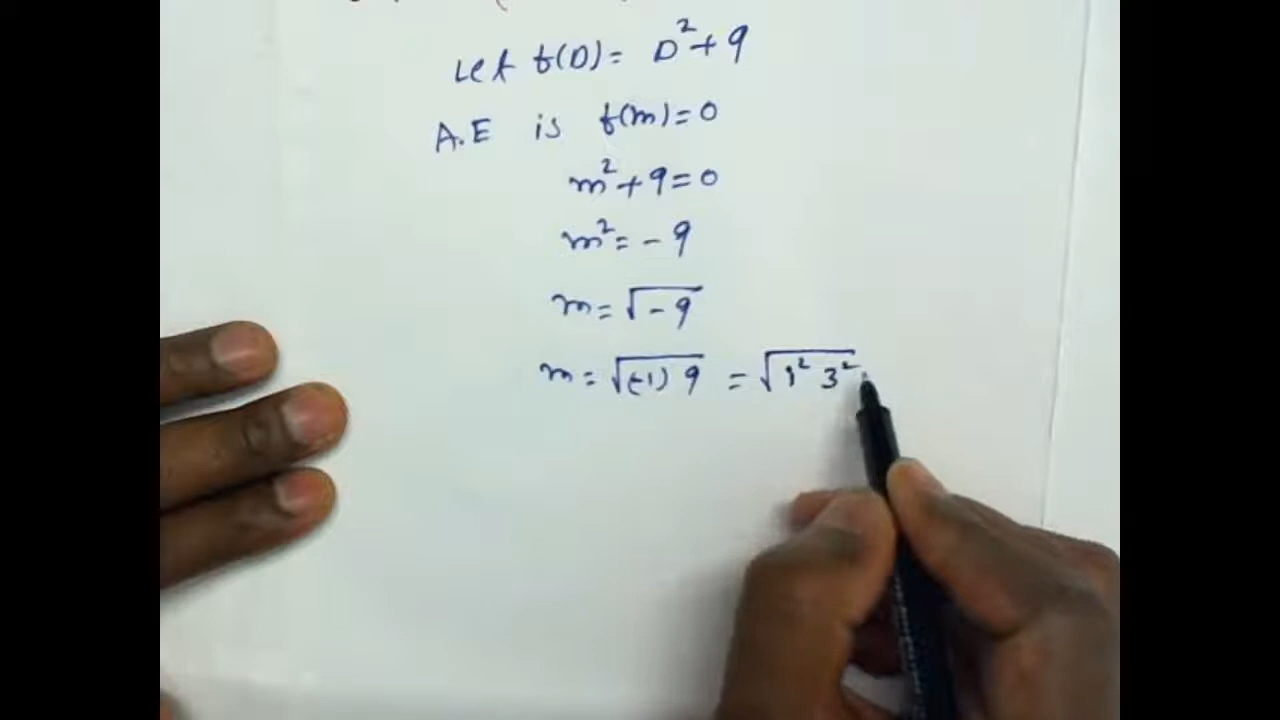 Let f(D) = D² + 9
A.E is f(m) = 0
m² + 9 = 0
m² = - 9
m = √-9
m = √(-1) 9 = √i² 3²